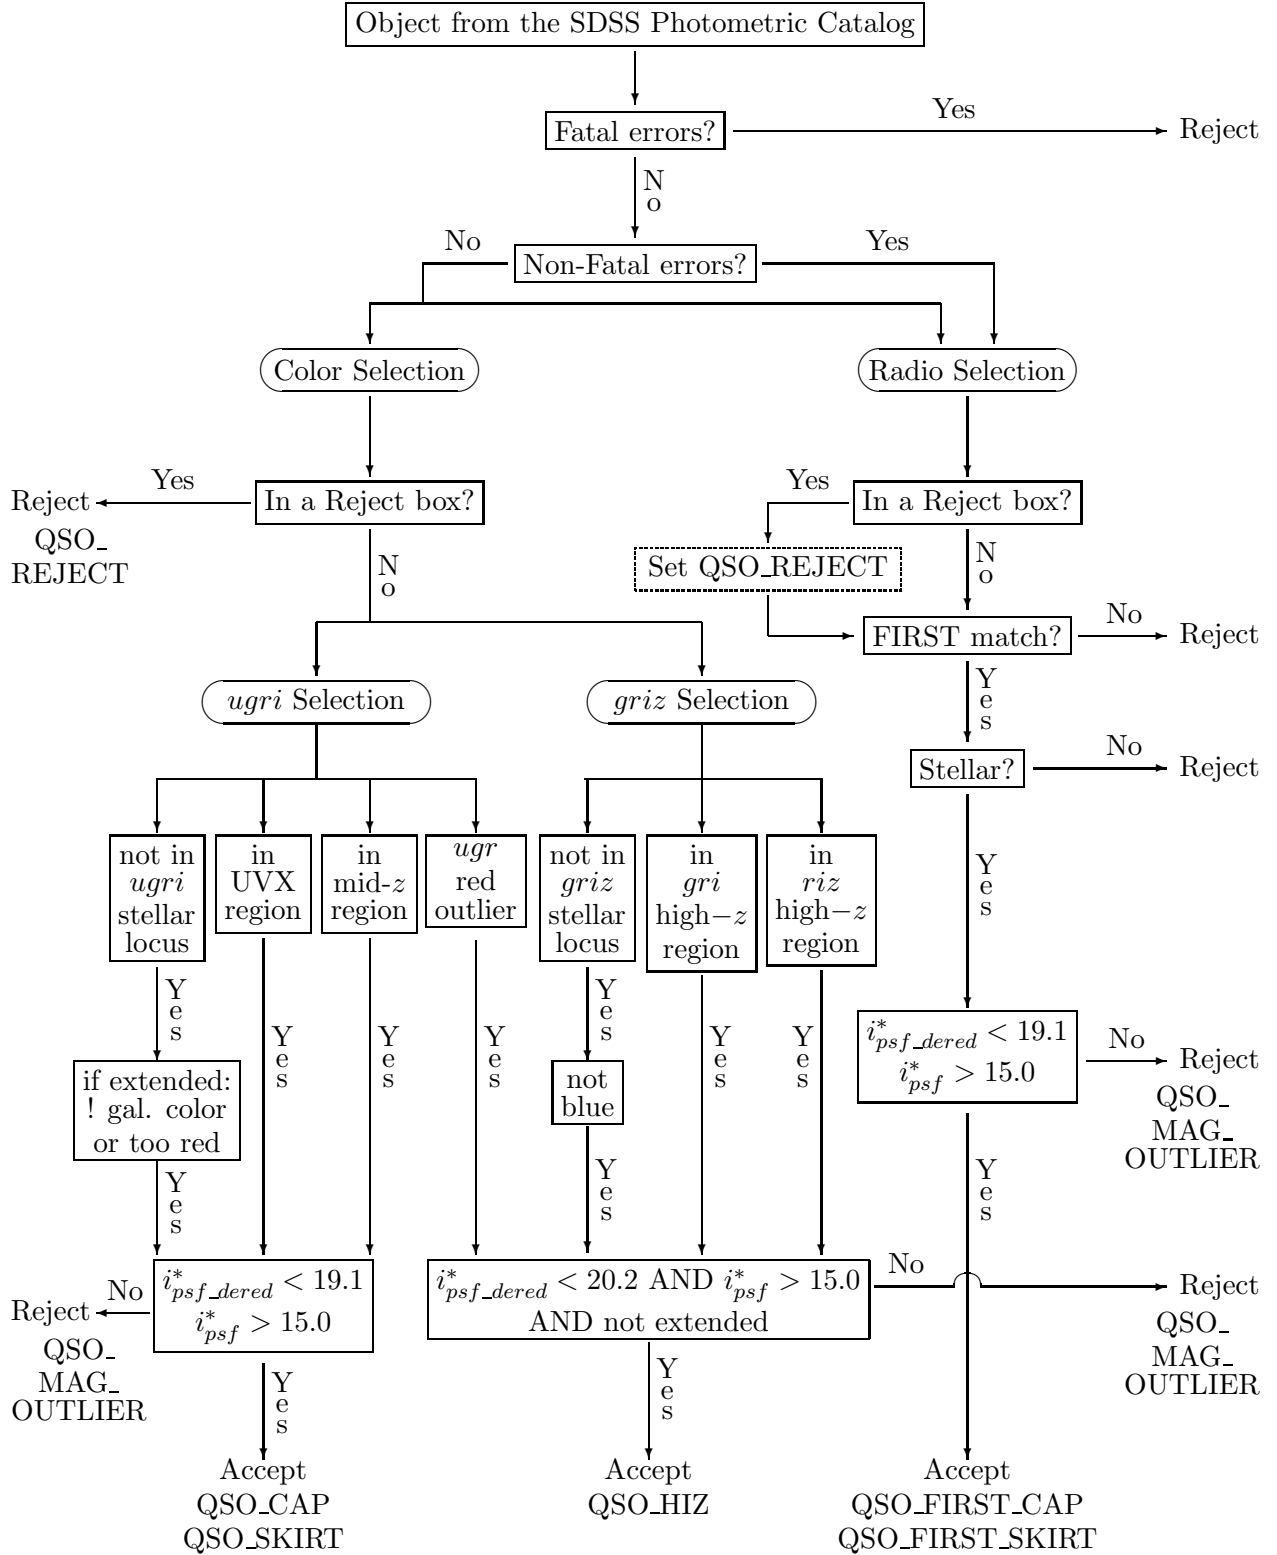 Object from the SDSS Photometric Catalog
Yes
Fatal errors?
Reject
N
o
No
Yes
Non-Fatal errors?
Color Selection
Radio Selection
Yes
Reject
In a Reject box?
QSO_
REJECT
Yes
In a Reject box?
N
o
Set QSO_REJECT
N
o
FIRST match?
No
Reject
Y
e
s
ugri Selection
griz Selection
Stellar?
No
Reject
not in
ugri
stellar
locus
in
UVX
region
in
mid-z
region
ugr
red
outlier
not in
griz
stellar
locus
in
gri
high−z
region
in
riz
high−z
region
Y
e
s
Y
e
s
Y
e
s
Y
e
s
Y
e
s
Y
e
s
Y
e
s
Y
e
s
if extended:
! gal. color
or too red
not
blue
i*psf_dered < 19.1
i*psf > 15.0
No
Reject
QSO_
MAG_
OUTLIER
Y
e
s
Y
e
s
Y
e
s
i*psf_dered < 19.1
i*psf > 15.0
No
Reject
QSO_
MAG_
OUTLIER
i*psf_dered < 20.2 AND i*psf > 15.0
AND not extended
No
Reject
QSO_
MAG_
OUTLIER
Y
e
s
Y
e
s
Accept
QSO_CAP
QSO_SKIRT
Accept
QSO_HIZ
Accept
QSO_FIRST_CAP
QSO_FIRST_SKIRT